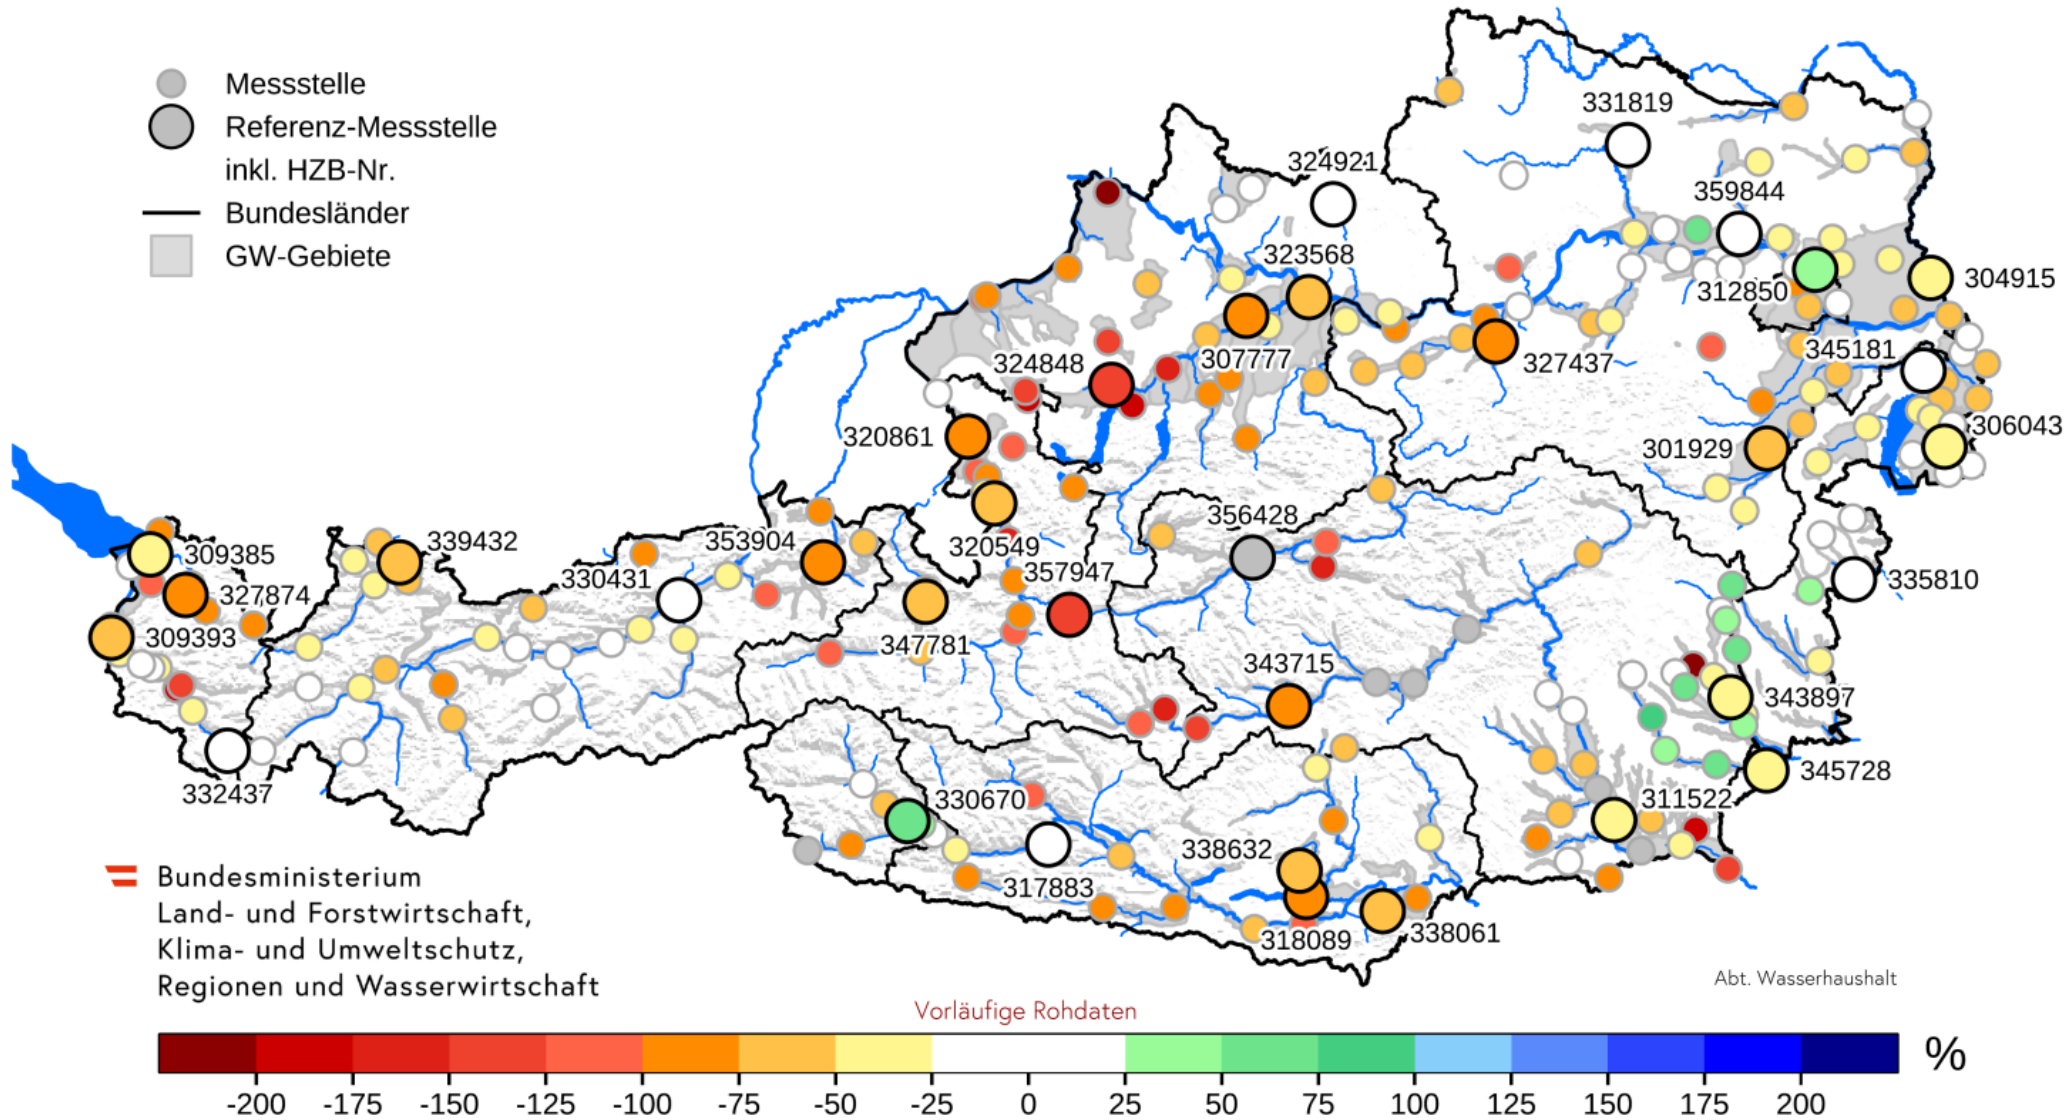 Messstelle
Referenz-Messstelle
inkl. HZB-Nr.
Bundesländer
GW-Gebiete
331819
324921
359844
323568
304915
312850
307777
324848
327437
345181
320861
306043
301929
356428
339432
353904
309385
320549
330431
357947
335810
327874
309393
347781
343715
343897
345728
332437
330670
311522
338632
317883
318089
338061
Bundesministerium
Land- und Forstwirtschaft,
Klima- und Umweltschutz,
Regionen und Wasserwirtschaft
Abt. Wasserhaushalt
Vorläufige Rohdaten
%
-200 -175 -150 -125 -100 -75 -50 -25 0 25 50 75 100 125 150 175 200